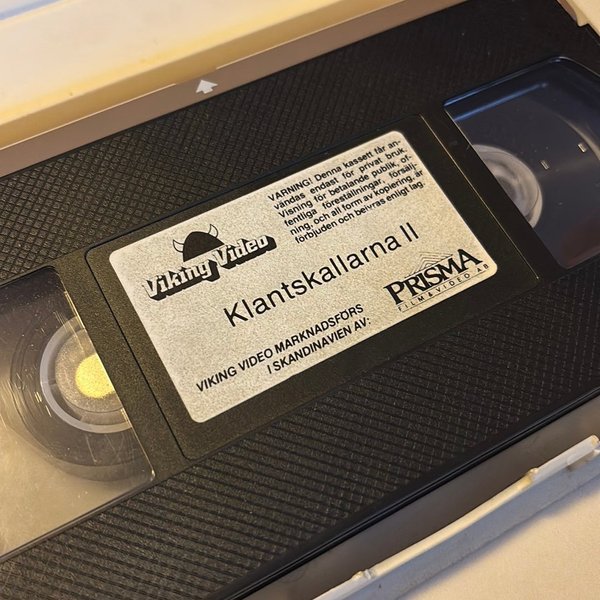 VARNING! Denna kassett får an-
vändas endast för privat bruk.
Visning för betalande publik, of-
fentliga föreställningar, försälj-
ning, och all form av kopiering, är
förbjuden och beivras enligt lag.
Viking Video
Klantskallarna II
VIKING VIDEO MARKNADSFÖRS
I SKANDINAVIEN AV:
PRISMA
FILM & VIDEO AB